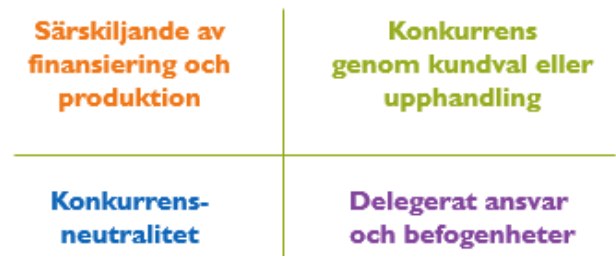 Särskiljande av
finansiering och
produktion
Konkurrens
genom kundval eller
upphandling
Konkurrens-
neutralitet
Delegerat ansvar
och befogenheter